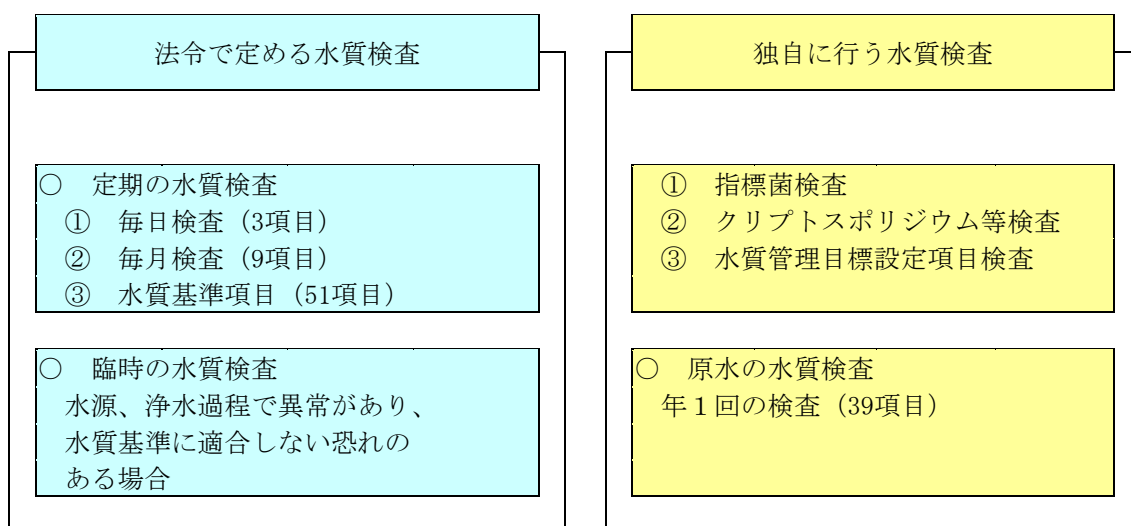 法令で定める水質検査
○　定期の水質検査
①　毎日検査（3項目）
②　毎月検査（9項目）
③　水質基準項目（51項目）
○　臨時の水質検査
水源、浄水過程で異常があり、
水質基準に適合しない恐れの
ある場合
独自に行う水質検査
①　指標菌検査
②　クリプトスポリジウム等検査
③　水質管理目標設定項目検査
○　原水の水質検査
年１回の検査（39項目）